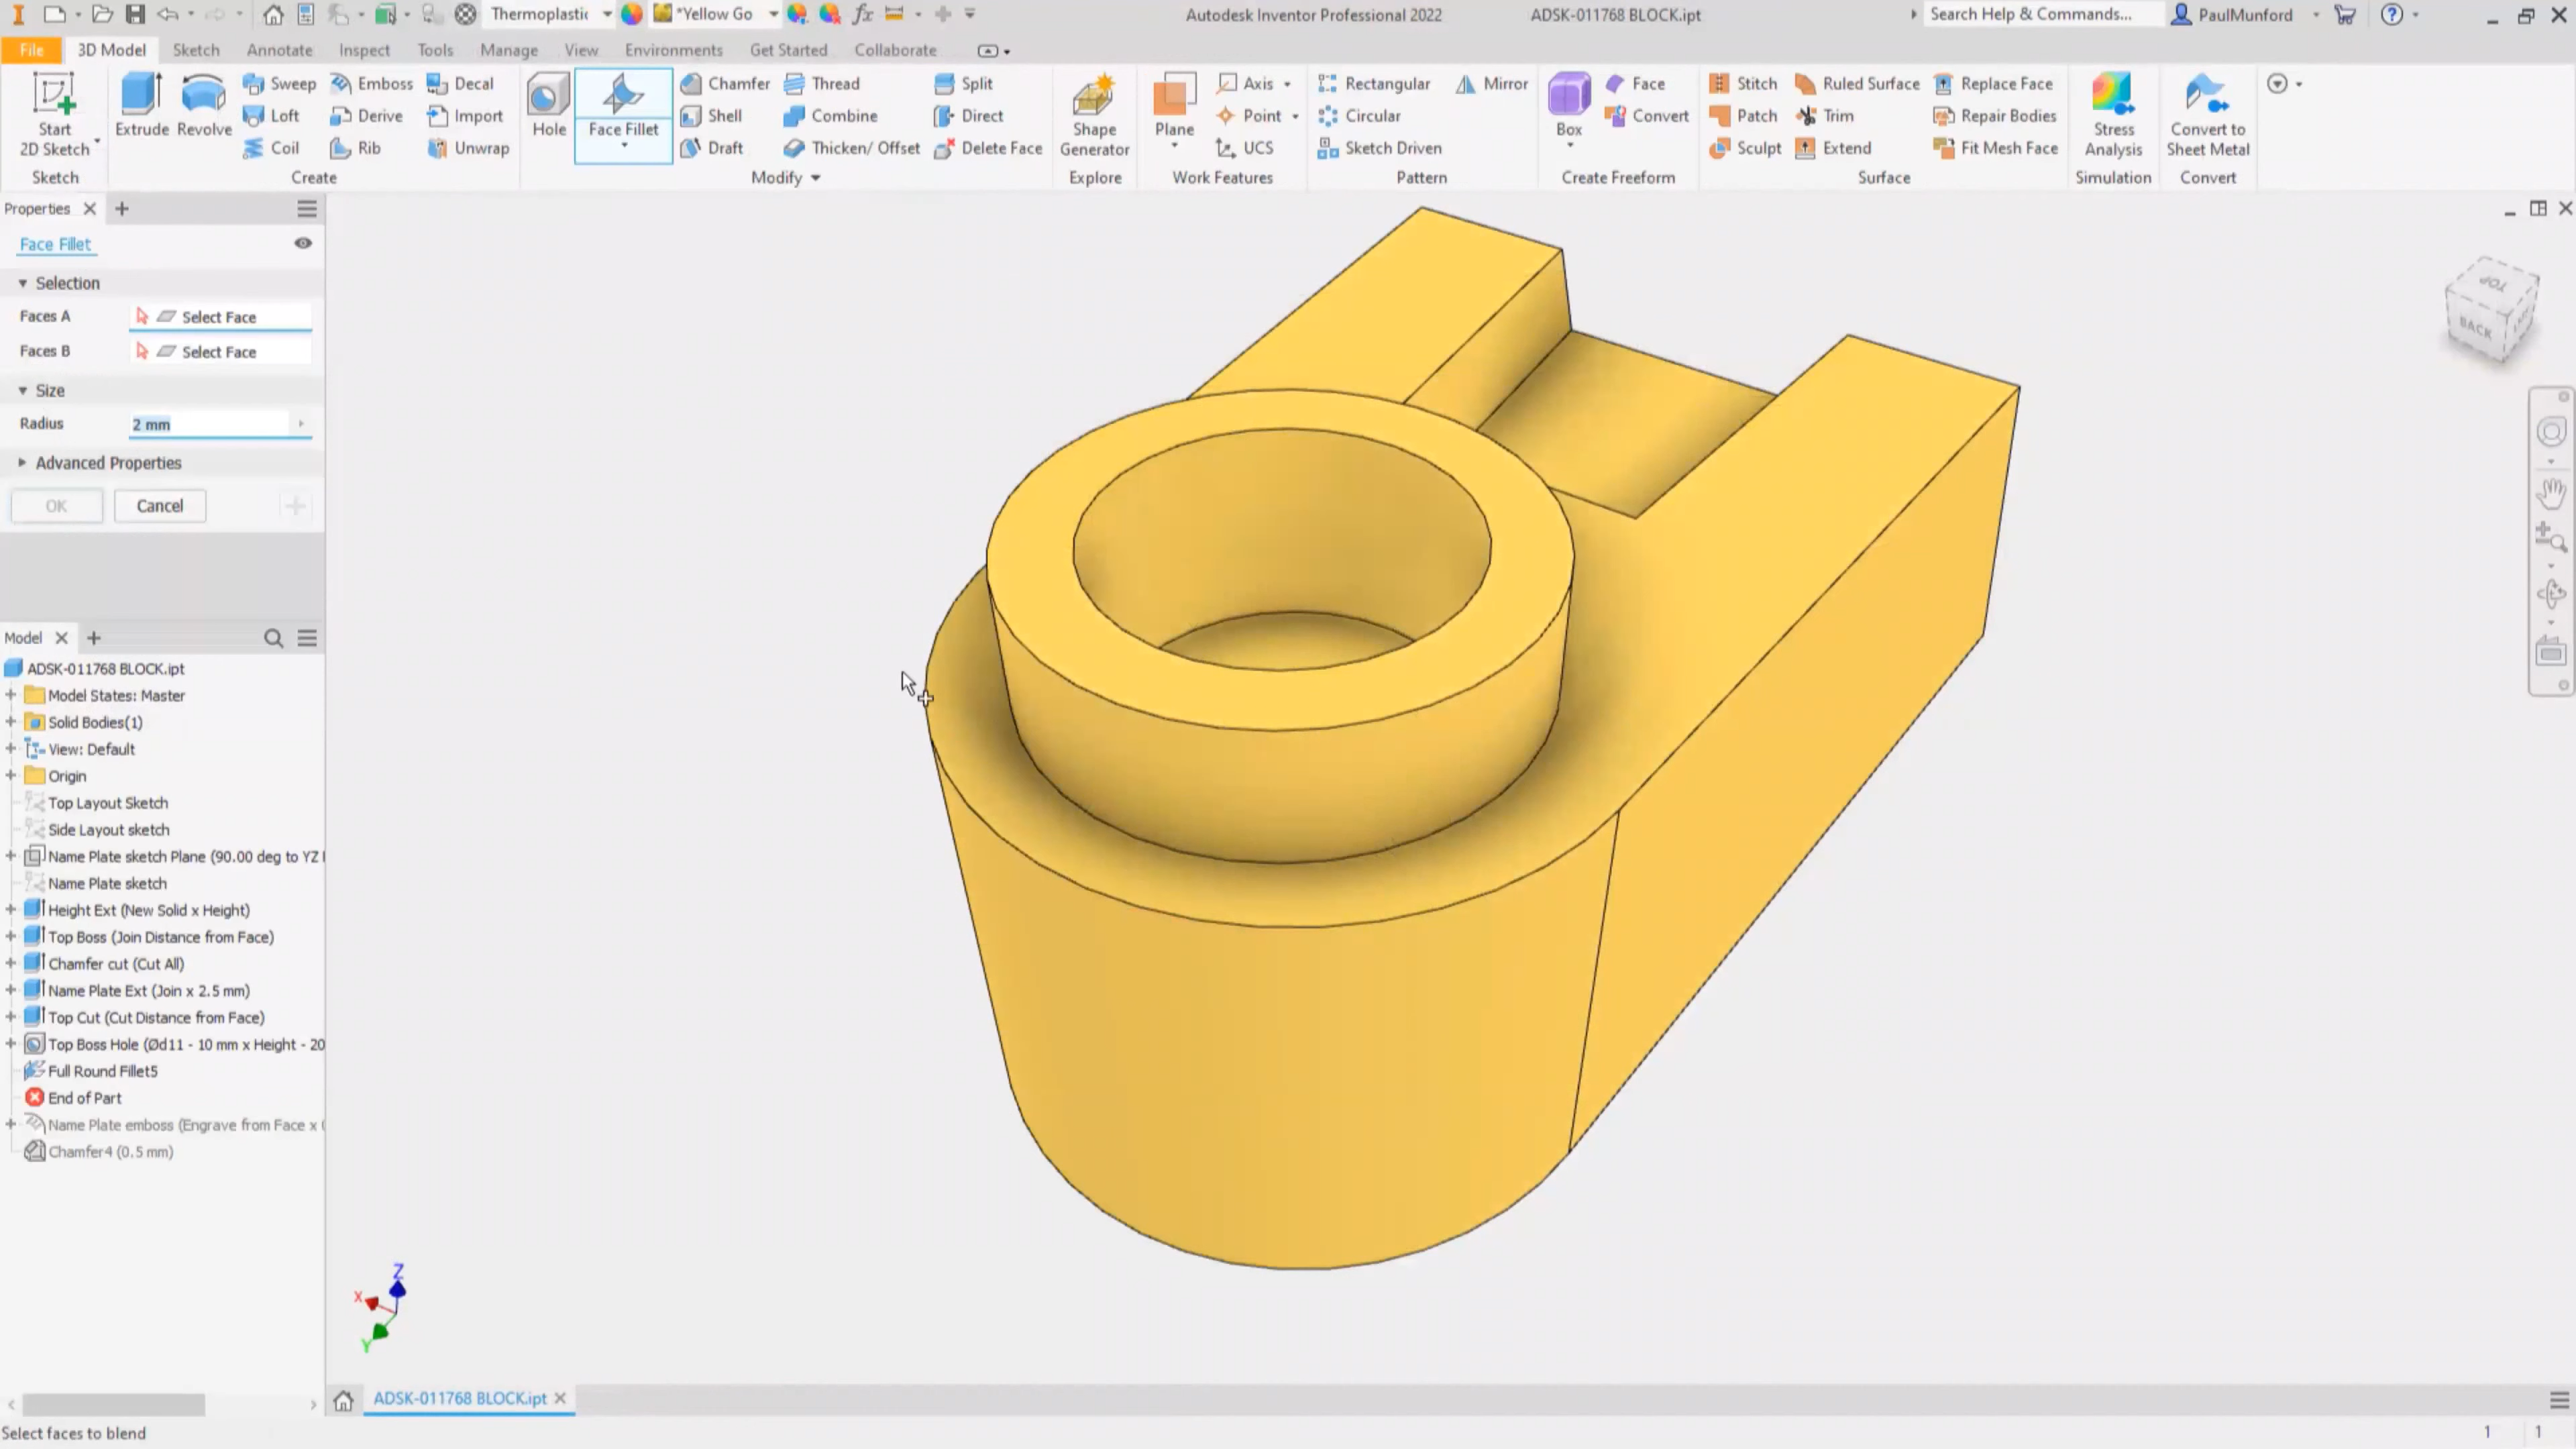 Thermoplastic
*Yellow Go
Autodesk Inventor Professional 2022
ADSK-011768 BLOCK.ipt
Search Help & Commands...
PaulMunford
File
3D Model
Sketch
Annotate
Inspect
Tools
Manage
View
Environments
Get Started
Collaborate
Start
2D Sketch
Sketch
Extrude
Revolve
Sweep
Loft
Coil
Emboss
Derive
Rib
Decal
Import
Unwrap
Create
Hole
Face Fillet
Chamfer
Shell
Draft
Thread
Combine
Thicken/ Offset
Split
Direct
Delete Face
Modify
Shape
Generator
Explore
Plane
Axis
Point
UCS
Work Features
Rectangular
Circular
Sketch Driven
Mirror
Pattern
Box
Face
Convert
Create Freeform
Stitch
Patch
Sculpt
Ruled Surface
Trim
Extend
Replace Face
Repair Bodies
Fit Mesh Face
Surface
Stress
Analysis
Simulation
Convert to
Sheet Metal
Convert
Properties
Face Fillet
Selection
Faces A Select Face
Faces B Select Face
Size
Radius 2 mm
Advanced Properties
OK Cancel
Model
ADSK-011768 BLOCK.ipt
Model States: Master
Solid Bodies(1)
View: Default
Origin
Top Layout Sketch
Side Layout sketch
Name Plate sketch Plane (90.00 deg to YZ
Name Plate sketch
Height Ext (New Solid x Height)
Top Boss (Join Distance from Face)
Chamfer cut (Cut All)
Name Plate Ext (Join x 2.5 mm)
Top Cut (Cut Distance from Face)
Top Boss Hole (Ød11 - 10 mm x Height - 20
Full Round Fillet5
End of Part
Name Plate emboss (Engrave from Face x
Chamfer4 (0.5 mm)
TOP
BACK
Z
X
Y
ADSK-011768 BLOCK.ipt
Select faces to blend
1 1